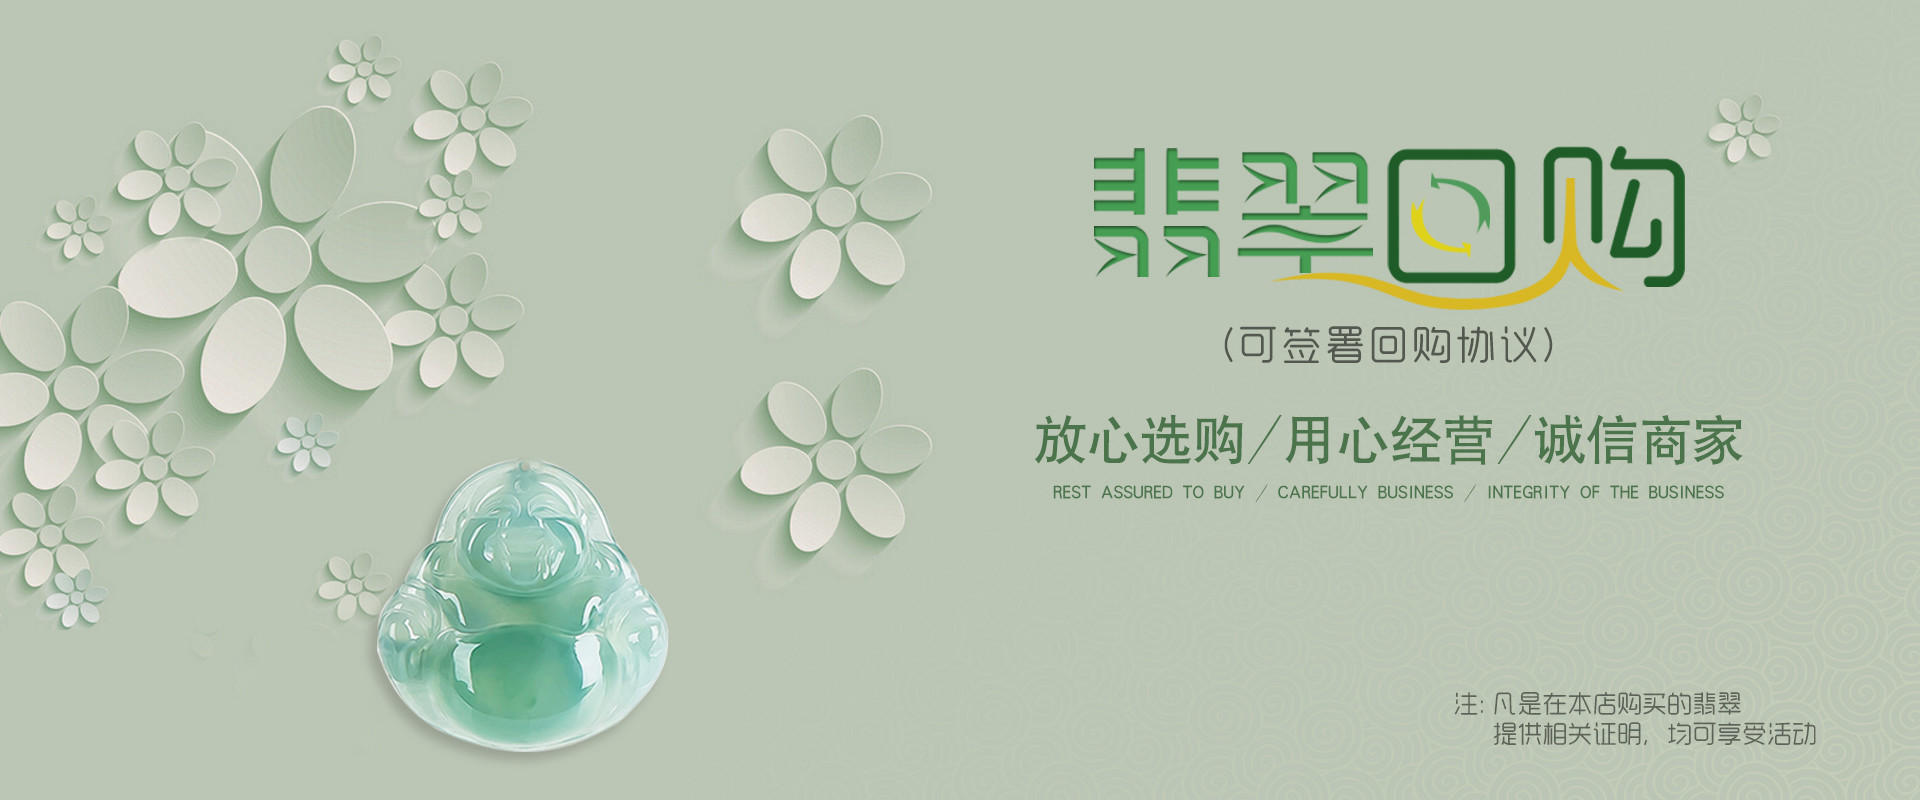 翡翠回购
(可签署回购协议)
放心选购/用心经营/诚信商家
REST ASSURED TO BUY / CAREFULLY BUSINESS / INTEGRITY OF THE BUSINESS
注: 凡是在本店购买的翡翠
提供相关证明, 均可享受活动